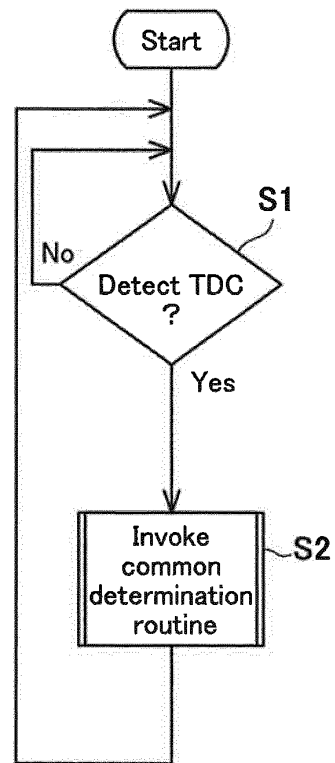 Start
S1
No
Detect TDC
?
Yes
Invoke
common
determination
routine
S2